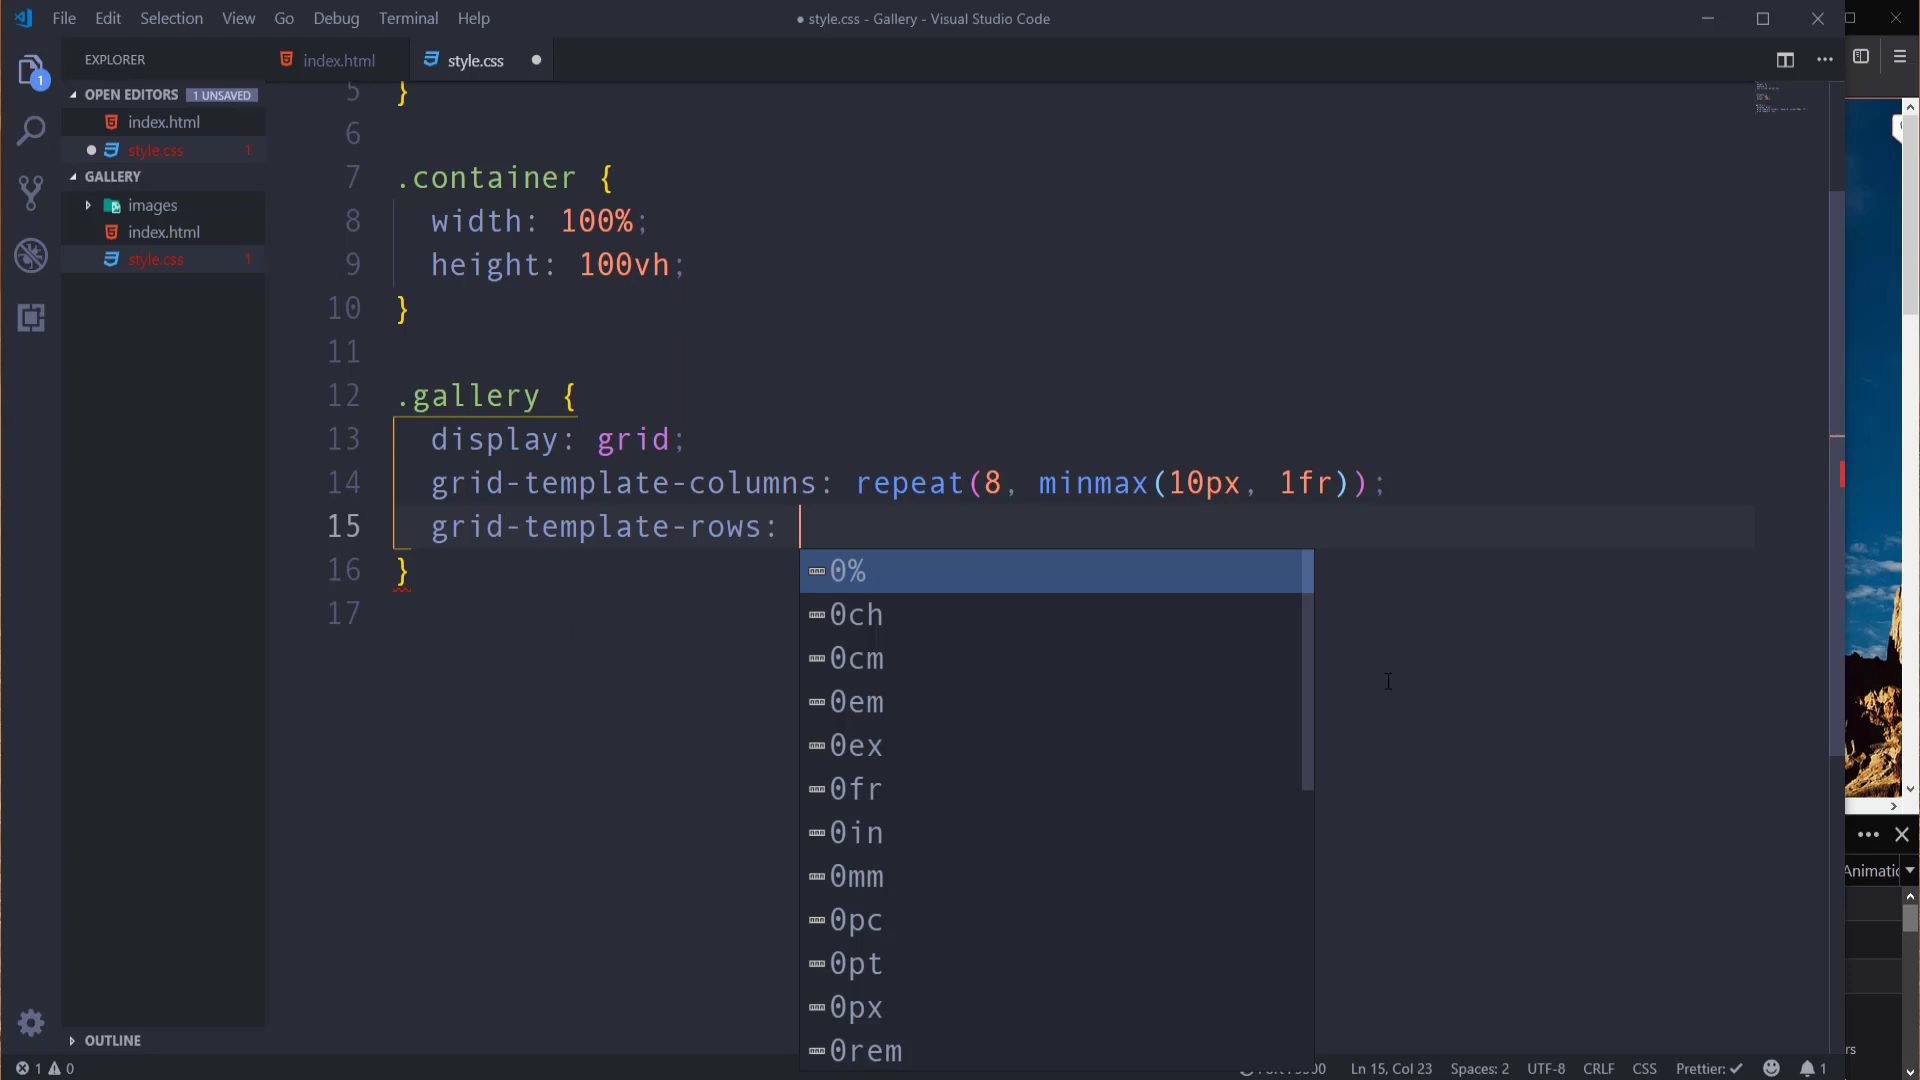 File Edit Selection View Go Debug Terminal Help
● style.css - Gallery - Visual Studio Code
EXPLORER
index.html
style.css
OPEN EDITORS 1 UNSAVED
index.html
style.css 1
GALLERY
images
index.html
style.css 1
OUTLINE
1
5 }
6
7 .container {
8 width: 100%;
9 height: 100vh;
10 }
11
12 .gallery {
13 display: grid;
14 grid-template-columns: repeat(8, minmax(10px, 1fr));
15 grid-template-rows:
16 }
17
0%
0ch
0cm
0em
0ex
0fr
0in
0mm
0pc
0pt
0px
0rem
1 0
Ln 15, Col 23 Spaces: 2 UTF-8 CRLF CSS Prettier: ✓ 1